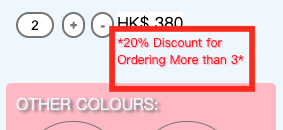 2 + - HK$ 380
*20% Discount for
Ordering More than 3*
OTHER COLOURS: